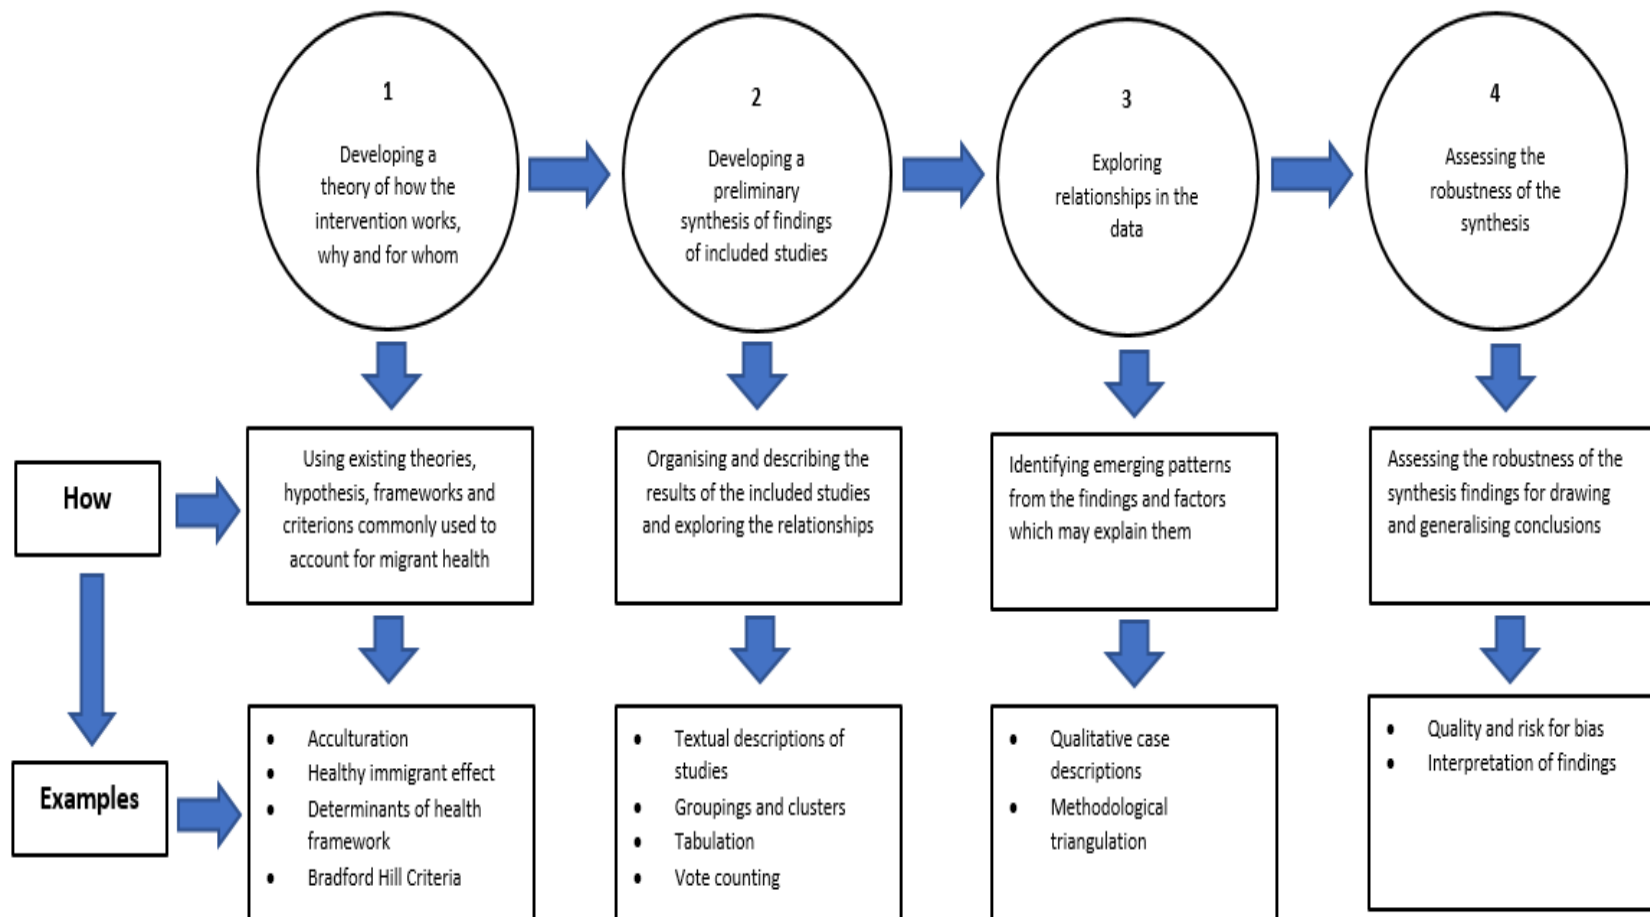 1
Developing a
theory of how the
intervention works,
why and for whom
2
Developing a
preliminary
synthesis of findings
of included studies
3
Exploring
relationships in the
data
4
Assessing the
robustness of the
synthesis
How
Using existing theories,
hypothesis, frameworks and
criterions commonly used to
account for migrant health
Organising and describing the
results of the included studies
and exploring the relationships
Identifying emerging patterns
from the findings and factors
which may explain them
Assessing the robustness of the
synthesis findings for drawing
and generalising conclusions
Examples
• Acculturation
• Healthy immigrant effect
• Determinants of health
framework
• Bradford Hill Criteria
• Textual descriptions of
studies
• Groupings and clusters
• Tabulation
• Vote counting
• Qualitative case
descriptions
• Methodological
triangulation
• Quality and risk for bias
• Interpretation of findings